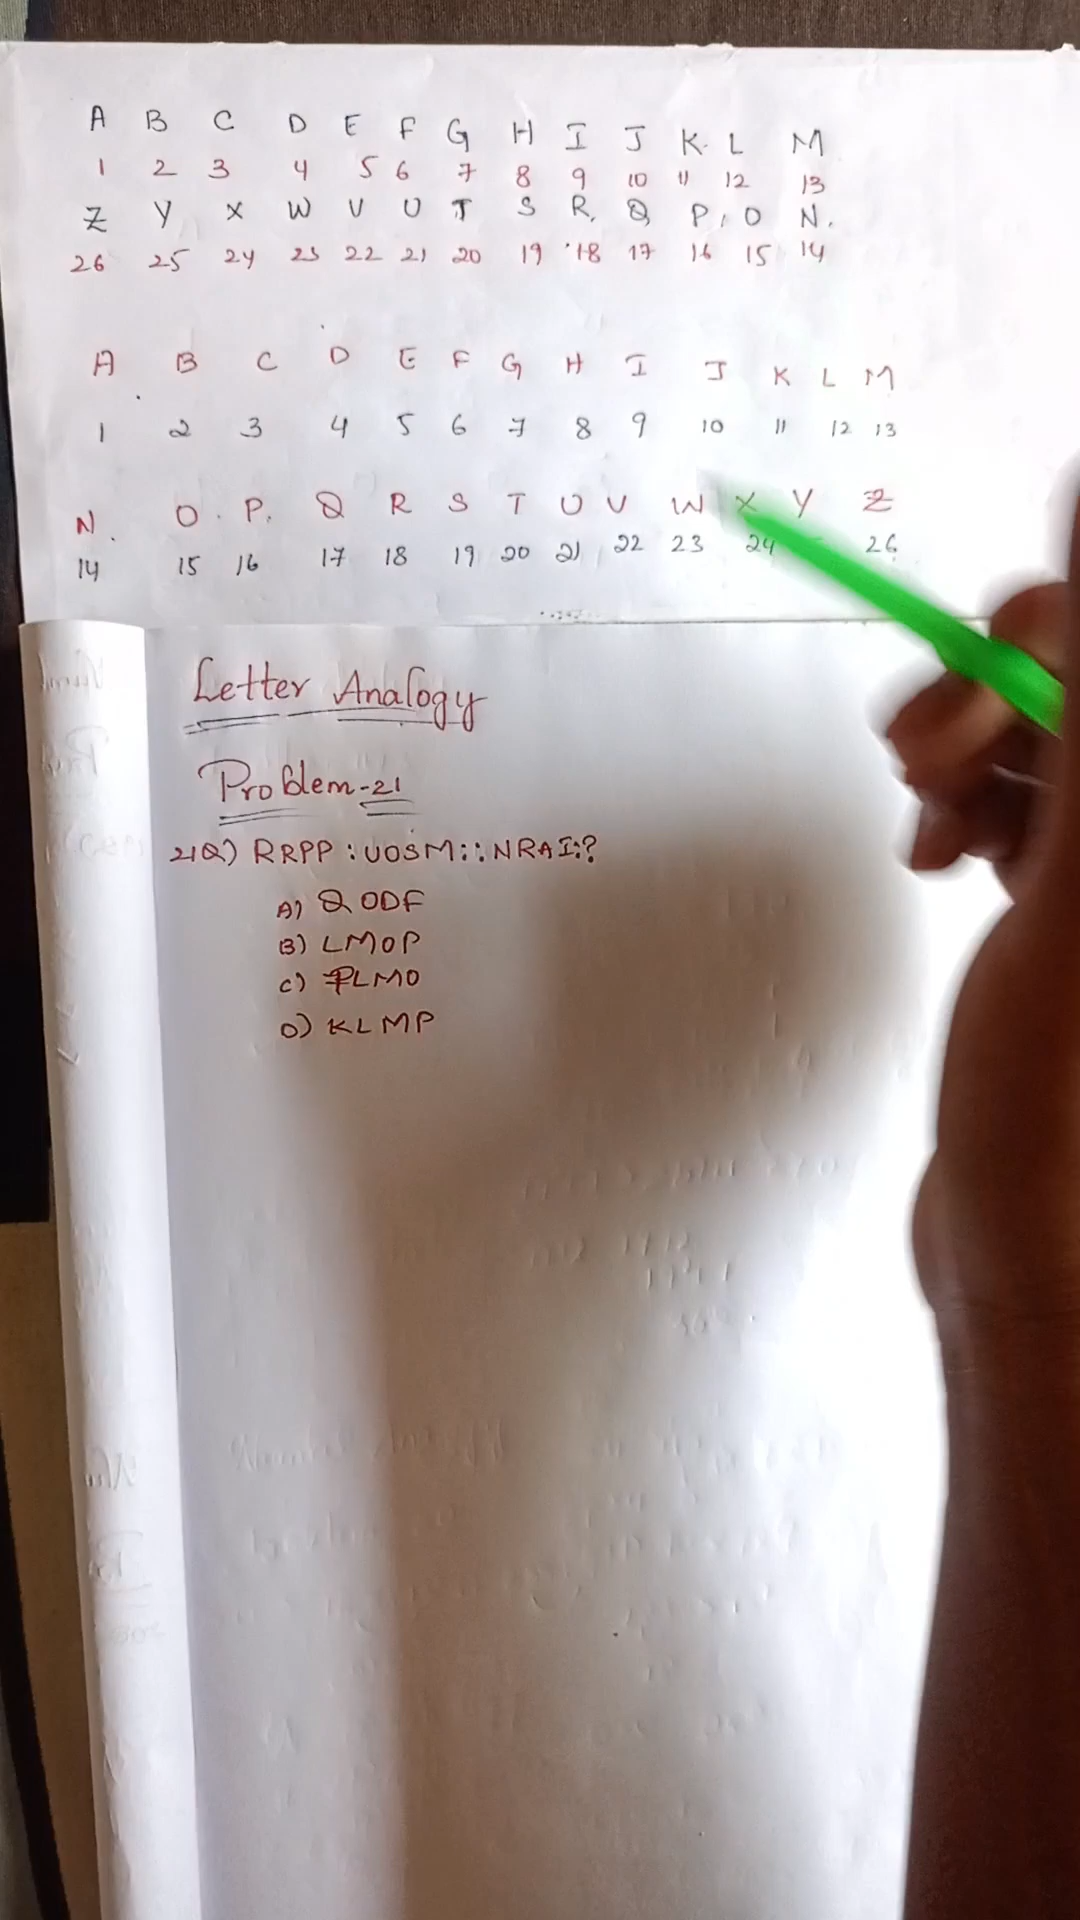 A B C D E F G H I J K. L M
1 2 3 4 5 6 7 8 9 10 11 12 13
Z Y X W V U T S R, Q P, O N.
26 25 24 23 22 21 20 19 18 17 16 15 14
A B C D E F G H I J K L M
1 2 3 4 5 6 7 8 9 10 11 12 13
N. O. P. Q R S T U V W X Y Z
14 15 16 17 18 19 20 21 22 23 24 26
Letter Analogy
Problem-21
21Q) RRPP : UOSM :: NRAI:?
A) QODF
B) LMOP
C) PLMO
D) KLMP